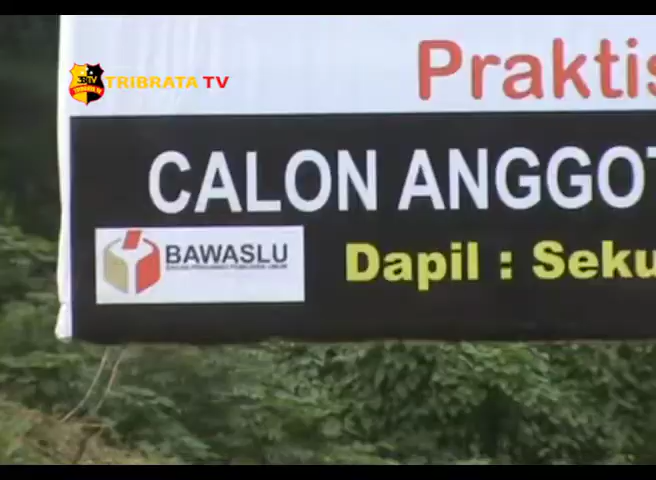 TRIBRATA TV
Praktis
CALON ANGGOT
BAWASLU
BADAN PENGAWAS PEMILIHAN UMUM
Dapil : Seku